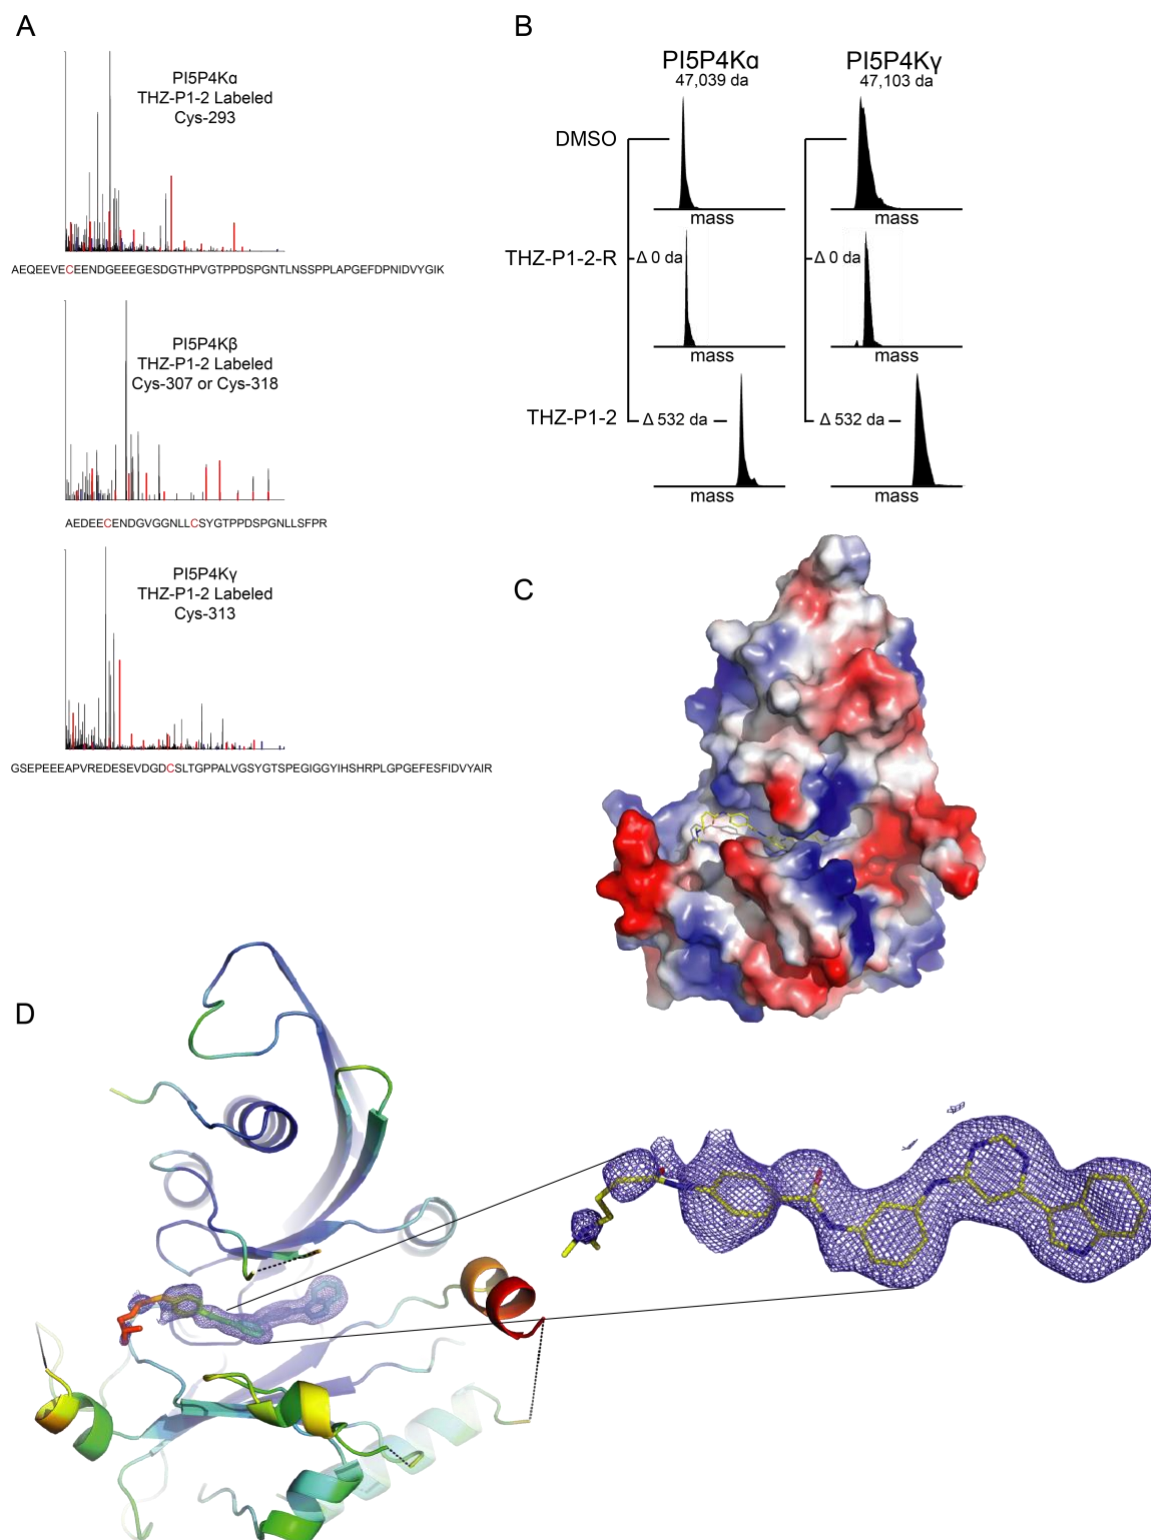 A
PI5P4Kα
THZ-P1-2 Labeled
Cys-293
AEQEEVECEENDGEEEGESDGTHPVGTPPDSPGNTLNSSPPLAPGEFDPNIDVYGIK
PI5P4Kβ
THZ-P1-2 Labeled
Cys-307 or Cys-318
AEDEECENDGVGGNLLCSYGTPPDSPGNLLSFPR
PI5P4Kγ
THZ-P1-2 Labeled
Cys-313
GSEPEEEAPVREDESEVDGDCSLTGPPALVGSYGTSPEGIGGYIHSHRPLGPGEFESFIDVYAIR
B
PI5P4Kα
47,039 da
PI5P4Kγ
47,103 da
DMSO
mass
mass
THZ-P1-2-R
Δ 0 da
Δ 0 da
mass
mass
THZ-P1-2
Δ 532 da
Δ 532 da
mass
mass
C
D